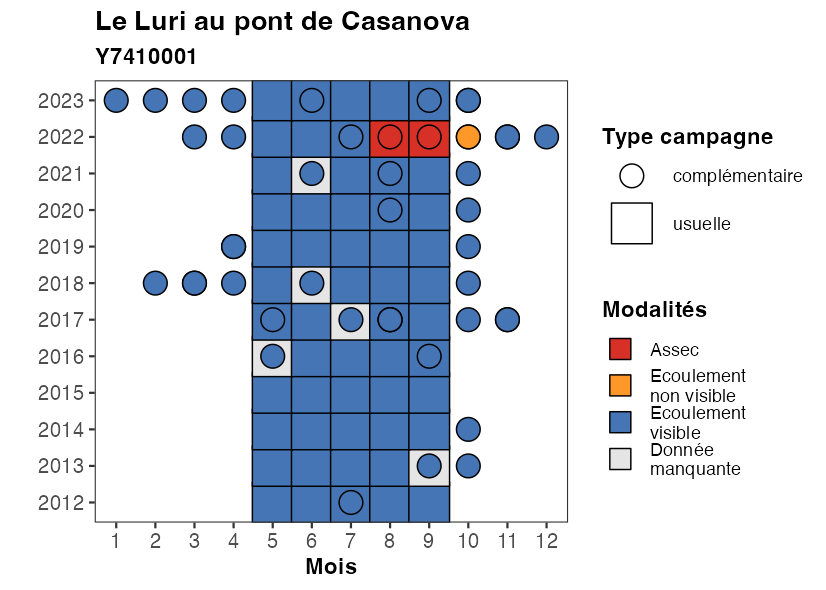 Le Luri au pont de Casanova
Y7410001
2023
2022
2021
2020
2019
2018
2017
2016
2015
2014
2013
2012
1 2 3 4 5 6 7 8 9 10 11 12
Mois
Type campagne
complémentaire
usuelle
Modalités
Assec
Ecoulement
non visible
Ecoulement
visible
Donnée
manquante